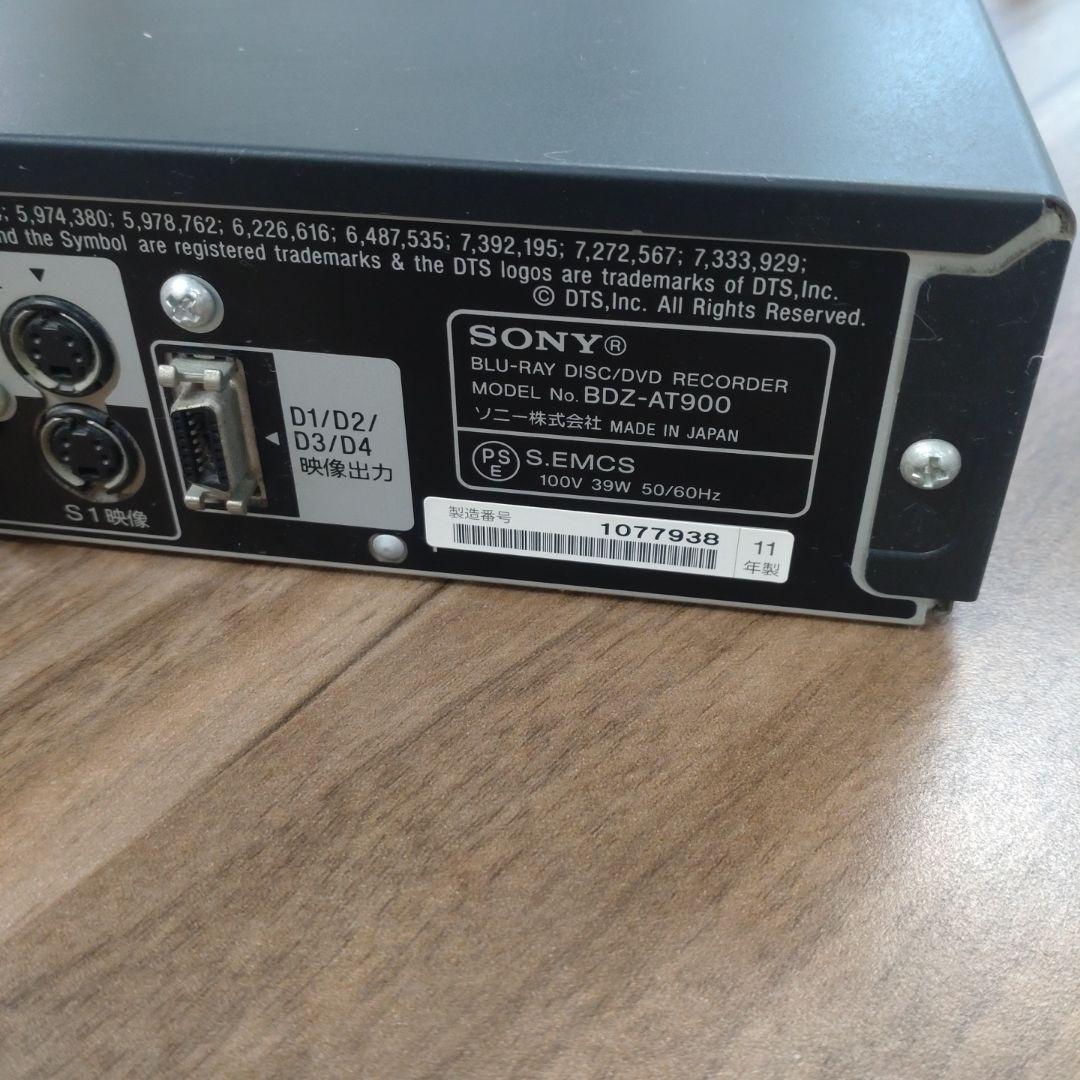 5,974,380; 5,978,762; 6,226,616; 6,487,535; 7,392,195; 7,272,567; 7,333,929;
the Symbol are registered trademarks & the DTS logos are trademarks of DTS,Inc.
© DTS,Inc. All Rights Reserved.
SONY®
BLU-RAY DISC/DVD RECORDER
MODEL No. BDZ-AT900
ソニー株式会社 MADE IN JAPAN
PSE S.EMCS
100V 39W 50/60Hz
D1/D2/
D3/D4
映像出力
S1映像
製造番号
1077938
11
年製